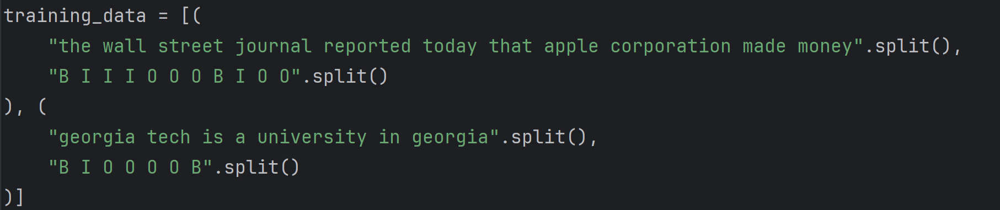 training_data = [(
    "the wall street journal reported today that apple corporation made money".split(),
    "B I I I O O O B I O O".split()
), (
    "georgia tech is a university in georgia".split(),
    "B I O O O O B".split()
)]